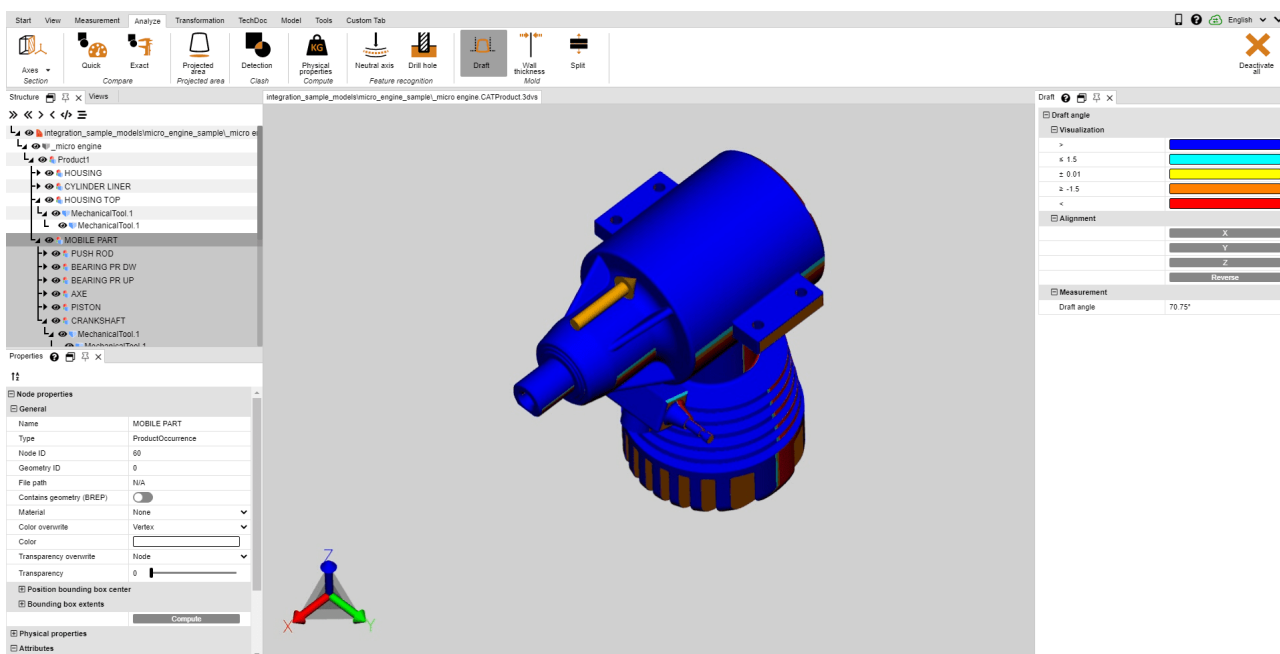 Start View Measurement Analyze Transformation TechDoc Model Tools Custom Tab English
Axes Quick Exact Projected area Detection KG Physical properties Neutral axis Drill hole Draft Wall thickness Split Deactivate all
Section Compare Projected area Clash Compute Feature recognition Mold
Structure Views integration_sample_models\micro_engine_sample\_micro engine.CATProduct.3dvs Draft
integration_sample_models\micro_engine_sample\_micro en
_micro engine
Product1
HOUSING
CYLINDER LINER
HOUSING TOP
MechanicalTool.1
MechanicalTool.1
MOBILE PART
PUSH ROD
BEARING PR DW
BEARING PR UP
AXE
PISTON
CRANKSHAFT
MechanicalTool.1
MechanicalTool.1
Properties
Node properties
General
Name MOBILE PART
Type ProductOccurrence
Node ID 60
Geometry ID 0
File path N/A
Contains geometry (BREP)
Material None
Color overwrite Vertex
Color
Transparency overwrite Node
Transparency 0
Position bounding box center
Bounding box extents
Compute
Physical properties
Attributes
Z
X
Y
Draft angle
Visualization
>
≤ 1.5
± 0.01
≥ -1.5
<
Alignment
X
Y
Z
Reverse
Measurement
Draft angle 70.75°